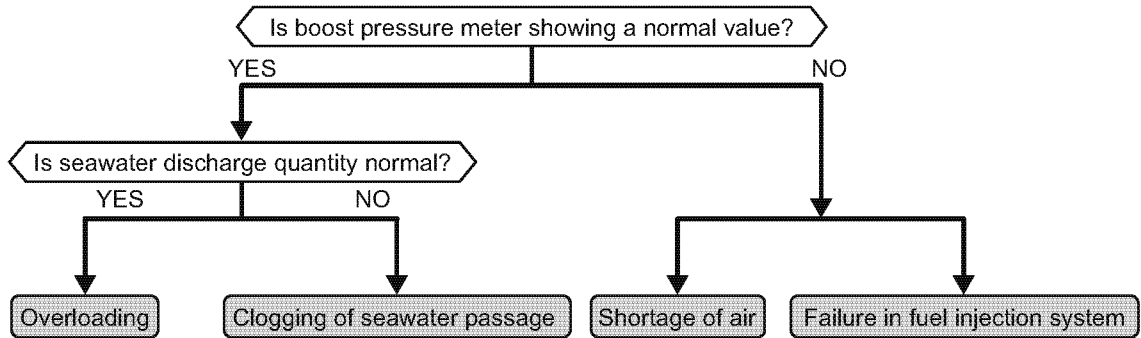 Is boost pressure meter showing a normal value?
YES
NO
Is seawater discharge quantity normal?
YES
NO
Overloading
Clogging of seawater passage
Shortage of air
Failure in fuel injection system